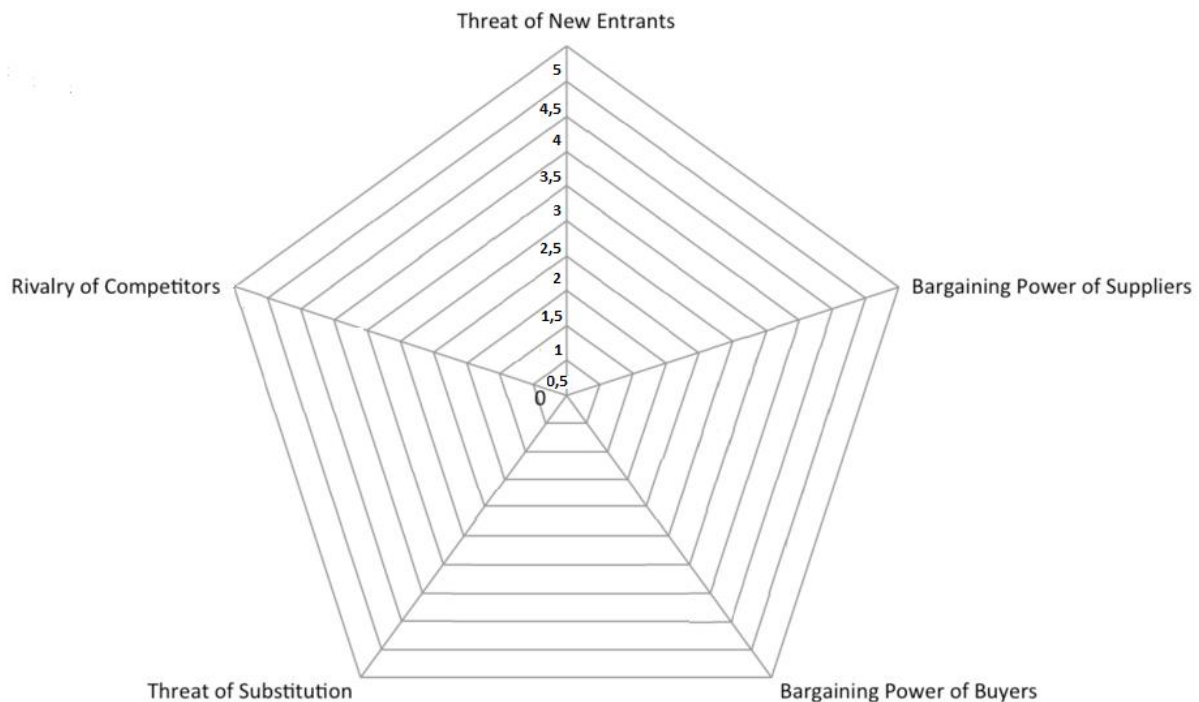 Threat of New Entrants
5
4,5
4
3,5
3
2,5
2
1,5
1
0,5
0
Rivalry of Competitors
Bargaining Power of Suppliers
Threat of Substitution
Bargaining Power of Buyers